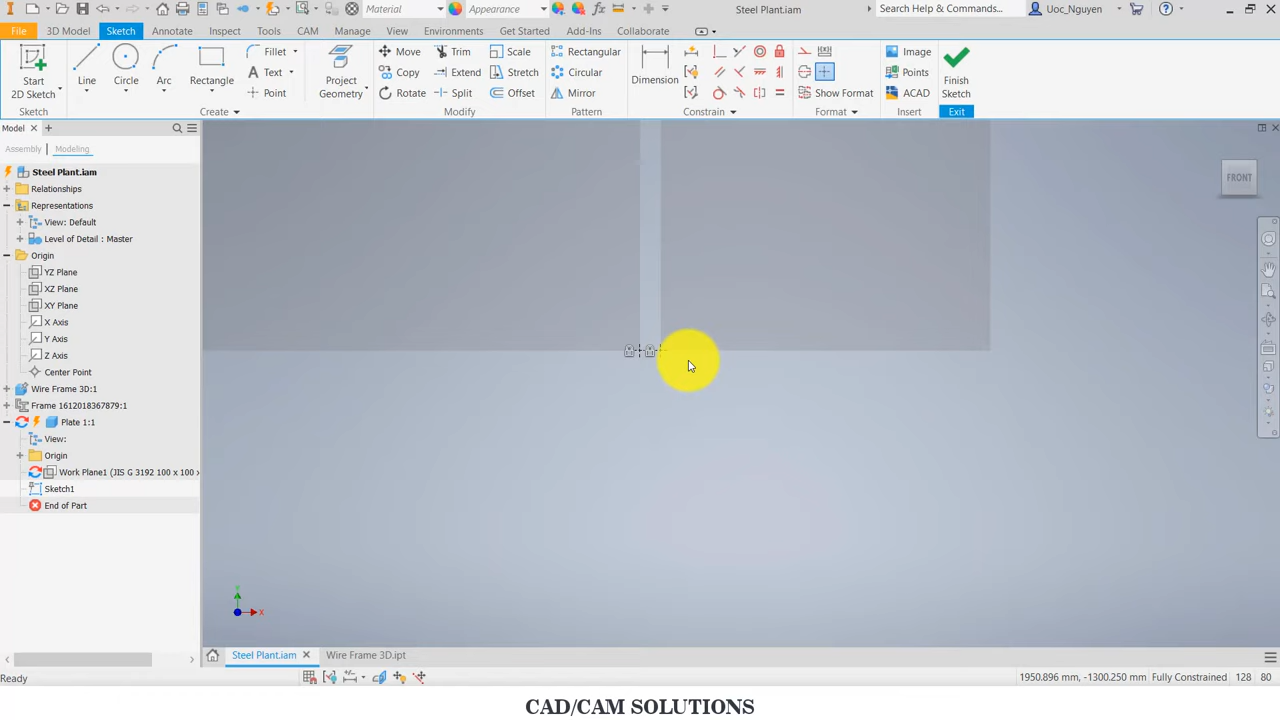 Material
Appearance
Steel Plant.iam
Search Help & Commands...
Uoc_Nguyen
File
3D Model
Sketch
Annotate
Inspect
Tools
CAM
Manage
View
Environments
Get Started
Add-Ins
Collaborate
Start
2D Sketch
Line
Circle
Arc
Rectangle
Fillet
Text
Point
Project
Geometry
Move
Copy
Rotate
Trim
Extend
Split
Scale
Stretch
Offset
Rectangular
Circular
Mirror
Dimension
Show Format
Image
Points
ACAD
Finish
Sketch
Sketch
Create
Modify
Pattern
Constrain
Format
Insert
Exit
Model
Assembly
Modeling
Steel Plant.iam
Relationships
Representations
View: Default
Level of Detail : Master
Origin
YZ Plane
XZ Plane
XY Plane
X Axis
Y Axis
Z Axis
Center Point
Wire Frame 3D:1
Frame 1612018367879:1
Plate 1:1
View:
Origin
Work Plane1 (JIS G 3192 100 x 100 x
Sketch1
End of Part
FRONT
Y
X
Steel Plant.iam
Wire Frame 3D.ipt
Ready
1950.896 mm, -1300.250 mm
Fully Constrained
128
80
CAD/CAM SOLUTIONS